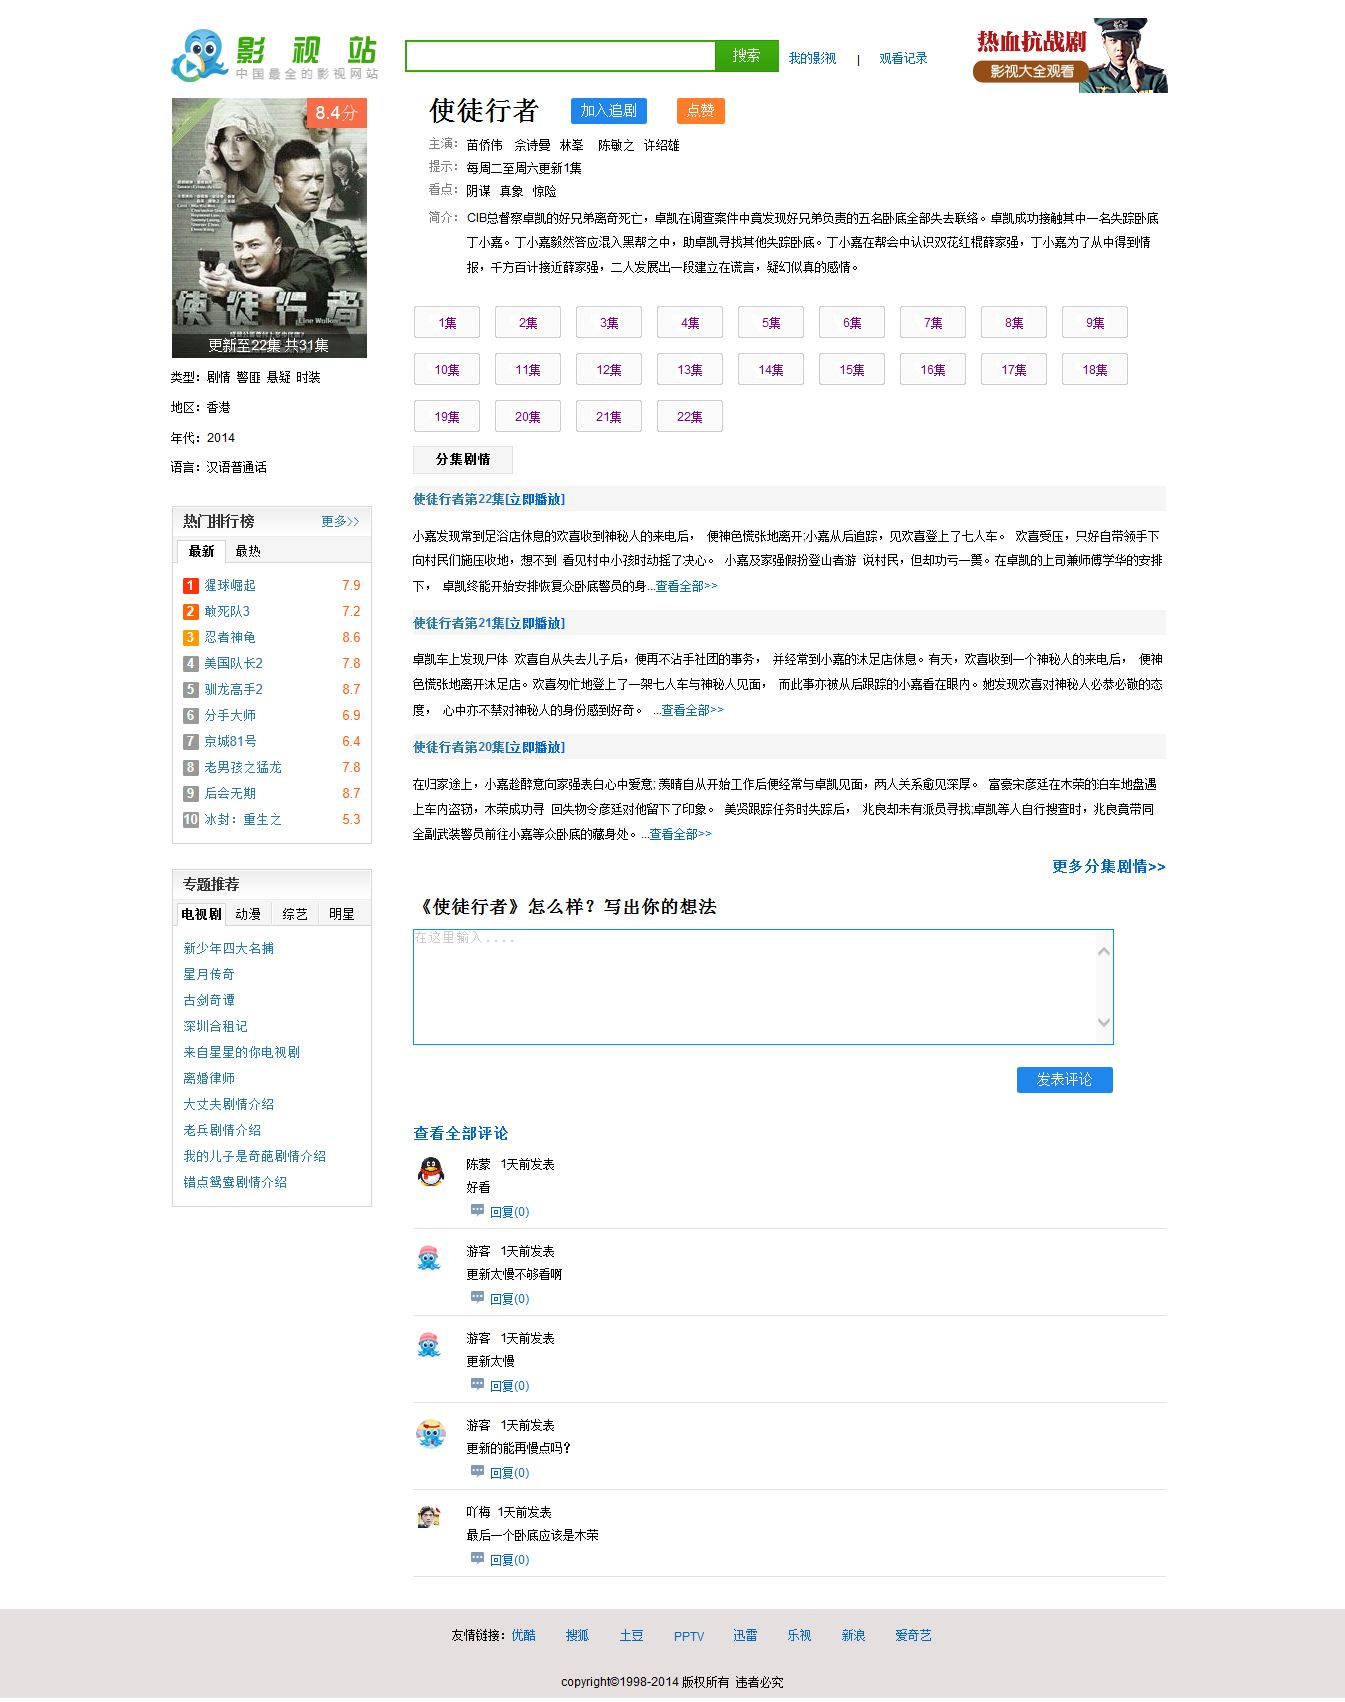 影视站
中国最全的影视网站
搜索
我的影视 | 观看记录
热血抗战剧
影视大全观看
8.4分
使徒行者
Line Walker
更新至22集 共31集
类型：剧情 警匪 悬疑 时装
地区：香港
年代：2014
语言：汉语普通话
使徒行者 加入追剧 点赞
主演：苗侨伟 佘诗曼 林峯 陈敏之 许绍雄
提示：每周二至周六更新1集
看点：阴谋 真象 惊险
简介：CIB总督察卓凯的好兄弟离奇死亡，卓凯在调查案件中竟发现好兄弟负责的五名卧底全部失去联络。卓凯成功接触其中一名失踪卧底
丁小嘉。丁小嘉毅然答应混入黑帮之中，助卓凯寻找其他失踪卧底。丁小嘉在帮会中认识双花红棍薛家强，丁小嘉为了从中得到情
报，千方百计接近薛家强，二人发展出一段建立在谎言，疑幻似真的感情。
1集 2集 3集 4集 5集 6集 7集 8集 9集
10集 11集 12集 13集 14集 15集 16集 17集 18集
19集 20集 21集 22集
分集剧情
使徒行者第22集[立即播放]
小嘉发现常到足浴店休息的欢喜收到神秘人的来电后， 便神色慌张地离开;小嘉从后追踪，见欢喜登上了七人车。 欢喜受压，只好自带领手下
向村民们施压收地，想不到 看见村中小孩时动摇了决心。 小嘉及家强假扮登山者游 说村民，但却功亏一篑。在卓凯的上司兼师傅学华的安排
下， 卓凯终能开始安排恢复众卧底警员的身...查看全部>>
使徒行者第21集[立即播放]
卓凯车上发现尸体 欢喜自从失去儿子后，便再不沾手社团的事务， 并经常到小嘉的沐足店休息。有天，欢喜收到一个神秘人的来电后， 便神
色慌张地离开沐足店。欢喜匆忙地登上了一架七人车与神秘人见面， 而此事亦被从后跟踪的小嘉看在眼内。她发现欢喜对神秘人必恭必敬的态
度， 心中亦不禁对神秘人的身份感到好奇。 ...查看全部>>
使徒行者第20集[立即播放]
在归家途上，小嘉趁醉意向家强表白心中爱意; 羡晴自从开始工作后便经常与卓凯见面，两人关系愈见深厚。 富豪宋彦廷在木荣的泊车地盘遇
上车内盗窃，木荣成功寻 回失物令彦廷对他留下了印象。 美贤跟踪任务时失踪后， 兆良却未有派员寻找;卓凯等人自行搜查时，兆良竟带同
全副武装警员前往小嘉等众卧底的藏身处。...查看全部>>
更多分集剧情>>
热门排行榜 更多>>
最新 最热
1 猩球崛起 7.9
2 敢死队3 7.2
3 忍者神龟 8.6
4 美国队长2 7.8
5 驯龙高手2 8.7
6 分手大师 6.9
7 京城81号 6.4
8 老男孩之猛龙 7.8
9 后会无期 8.7
10 冰封：重生之 5.3
专题推荐
电视剧 动漫 综艺 明星
新少年四大名捕
星月传奇
古剑奇谭
深圳合租记
来自星星的你电视剧
离婚律师
大丈夫剧情介绍
老兵剧情介绍
我的儿子是奇葩剧情介绍
错点鸳鸯剧情介绍
《使徒行者》怎么样？写出你的想法
在这里输入....
发表评论
查看全部评论
陈蒙 1天前发表
好看
回复(0)
游客 1天前发表
更新太慢不够看啊
回复(0)
游客 1天前发表
更新太慢
回复(0)
游客 1天前发表
更新的能再慢点吗？
回复(0)
吖梅 1天前发表
最后一个卧底应该是木荣
回复(0)
友情链接：优酷 搜狐 土豆 PPTV 迅雷 乐视 新浪 爱奇艺
copyright©1998-2014 版权所有 违者必究